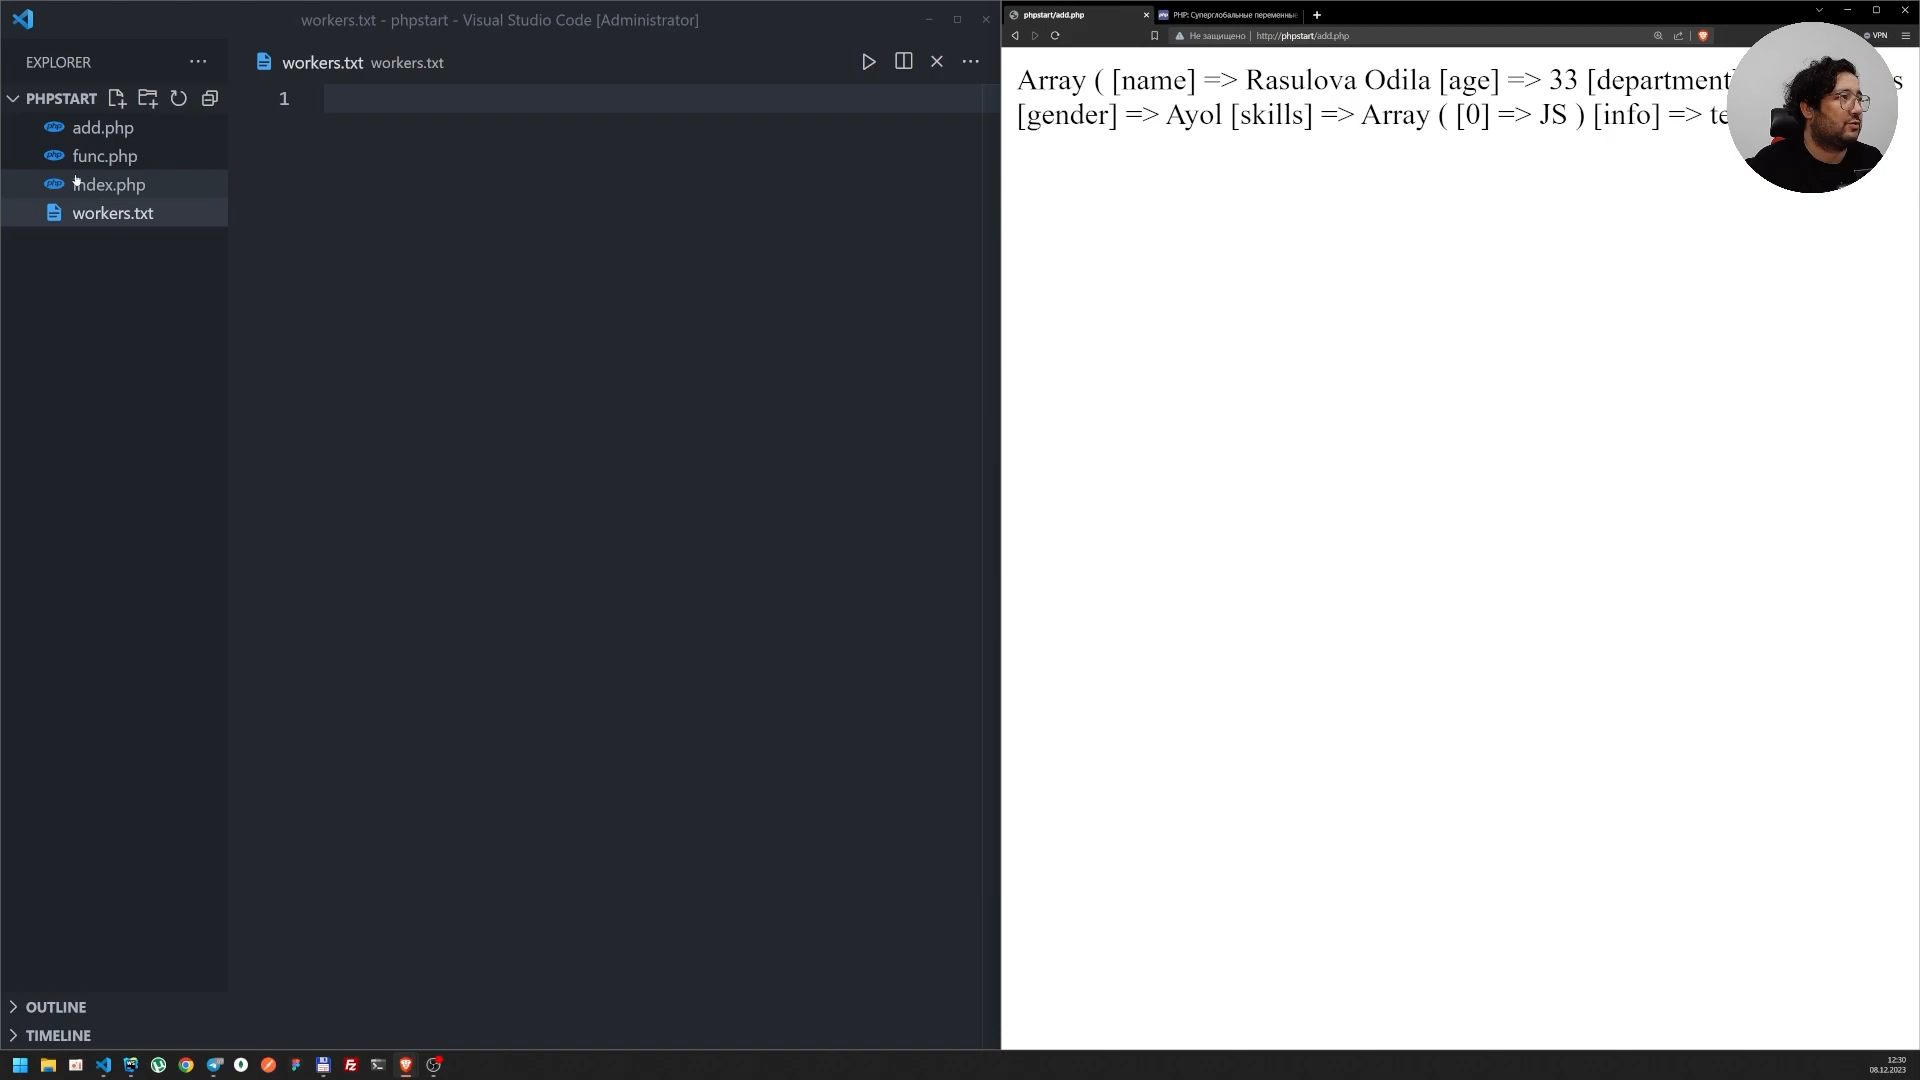 workers.txt - phpstart - Visual Studio Code [Administrator]
EXPLORER
PHPSTART
add.php
func.php
index.php
workers.txt
OUTLINE
TIMELINE
workers.txt workers.txt
1
phpstart/add.php
PHP: Суперглобальные переменные
Не защищено | http://phpstart/add.php
VPN
Array ( [name] => Rasulova Odila [age] => 33 [department]
[gender] => Ayol [skills] => Array ( [0] => JS ) [info] =>
12:30
08.12.2023